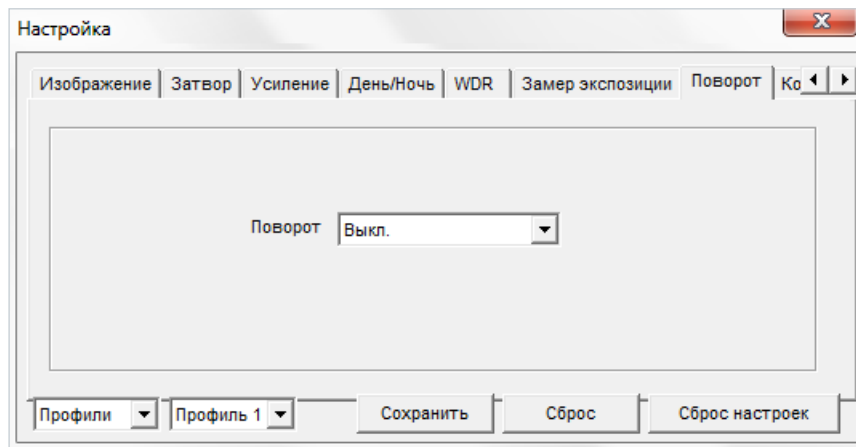 Настройка
Изображение Затвор Усиление День/Ночь WDR Замер экспозиции Поворот Ко
Поворот Выкл.
Профили Профиль 1 Сохранить Сброс Сброс настроек